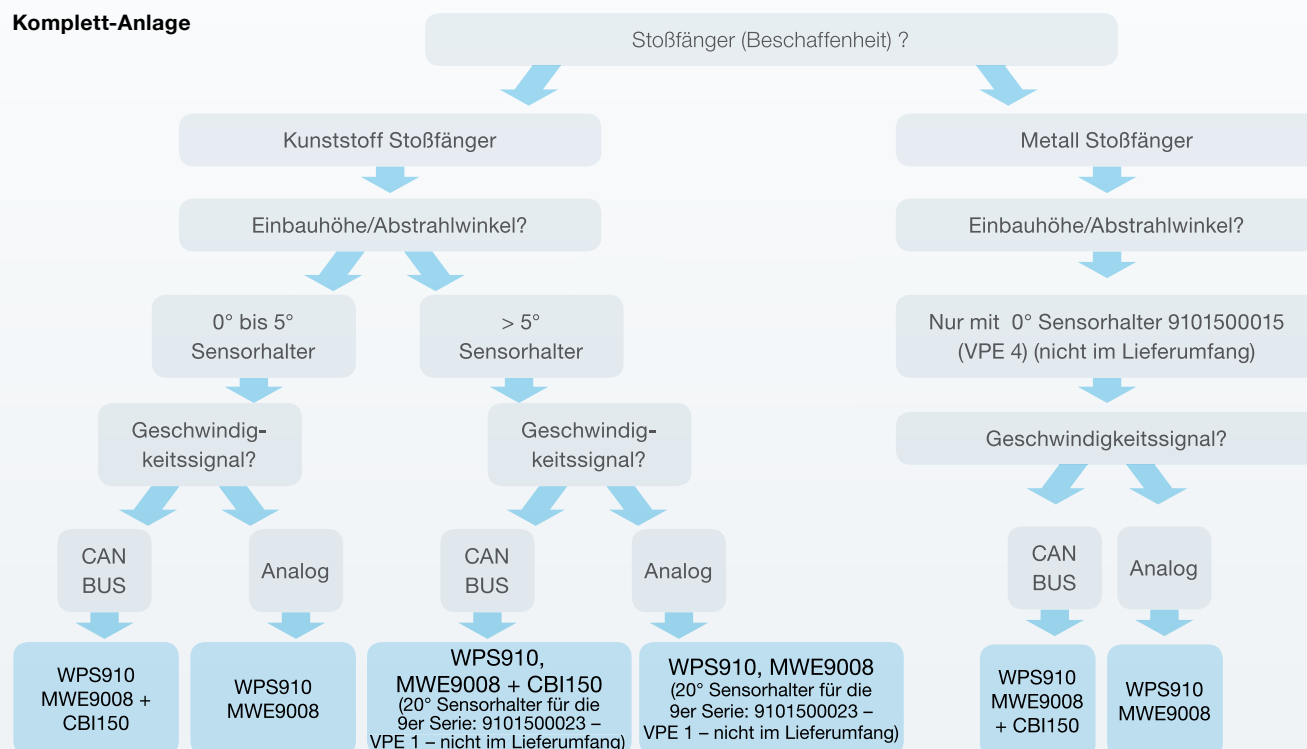 Komplett-Anlage
Stoßfänger (Beschaffenheit) ?
Kunststoff Stoßfänger
Metall Stoßfänger
Einbauhöhe/Abstrahlwinkel?
Einbauhöhe/Abstrahlwinkel?
0° bis 5°
Sensorhalter
> 5°
Sensorhalter
Nur mit 0° Sensorhalter 9101500015
(VPE 4) (nicht im Lieferumfang)
Geschwindig-
keitssignal?
Geschwindig-
keitssignal?
Geschwindigkeitssignal?
CAN
BUS
Analog
CAN
BUS
Analog
CAN
BUS
Analog
WPS910
MWE9008 +
CBI150
WPS910
MWE9008
WPS910,
MWE9008 + CBI150
(20° Sensorhalter für die
9er Serie: 9101500023 –
VPE 1 – nicht im Lieferumfang)
WPS910, MWE9008
(20° Sensorhalter für die
9er Serie: 9101500023 –
VPE 1 – nicht im Lieferumfang)
WPS910
MWE9008
+ CBI150
WPS910
MWE9008